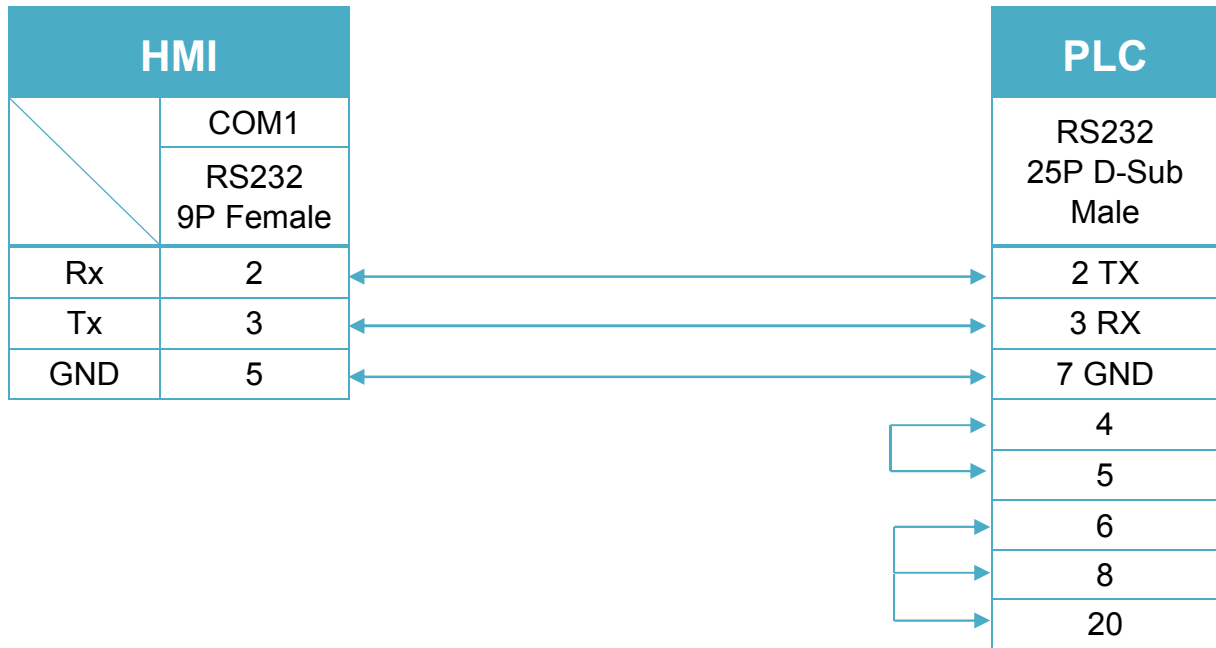 HMI
PLC
COM1
RS232
9P Female
RS232
25P D-Sub
Male
Rx 2 2 TX
Tx 3 3 RX
GND 5 7 GND
4
5
6
8
20